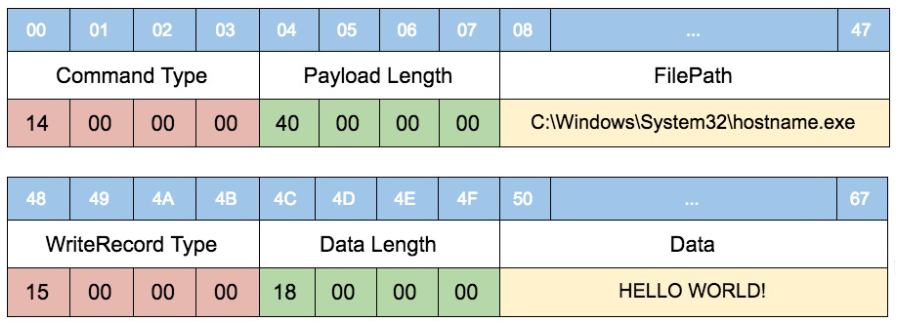 00 01 02 03 04 05 06 07 08 ... 47
Command Type Payload Length FilePath
14 00 00 00 40 00 00 00 C:\Windows\System32\hostname.exe
48 49 4A 4B 4C 4D 4E 4F 50 ... 67
WriteRecord Type Data Length Data
15 00 00 00 18 00 00 00 HELLO WORLD!